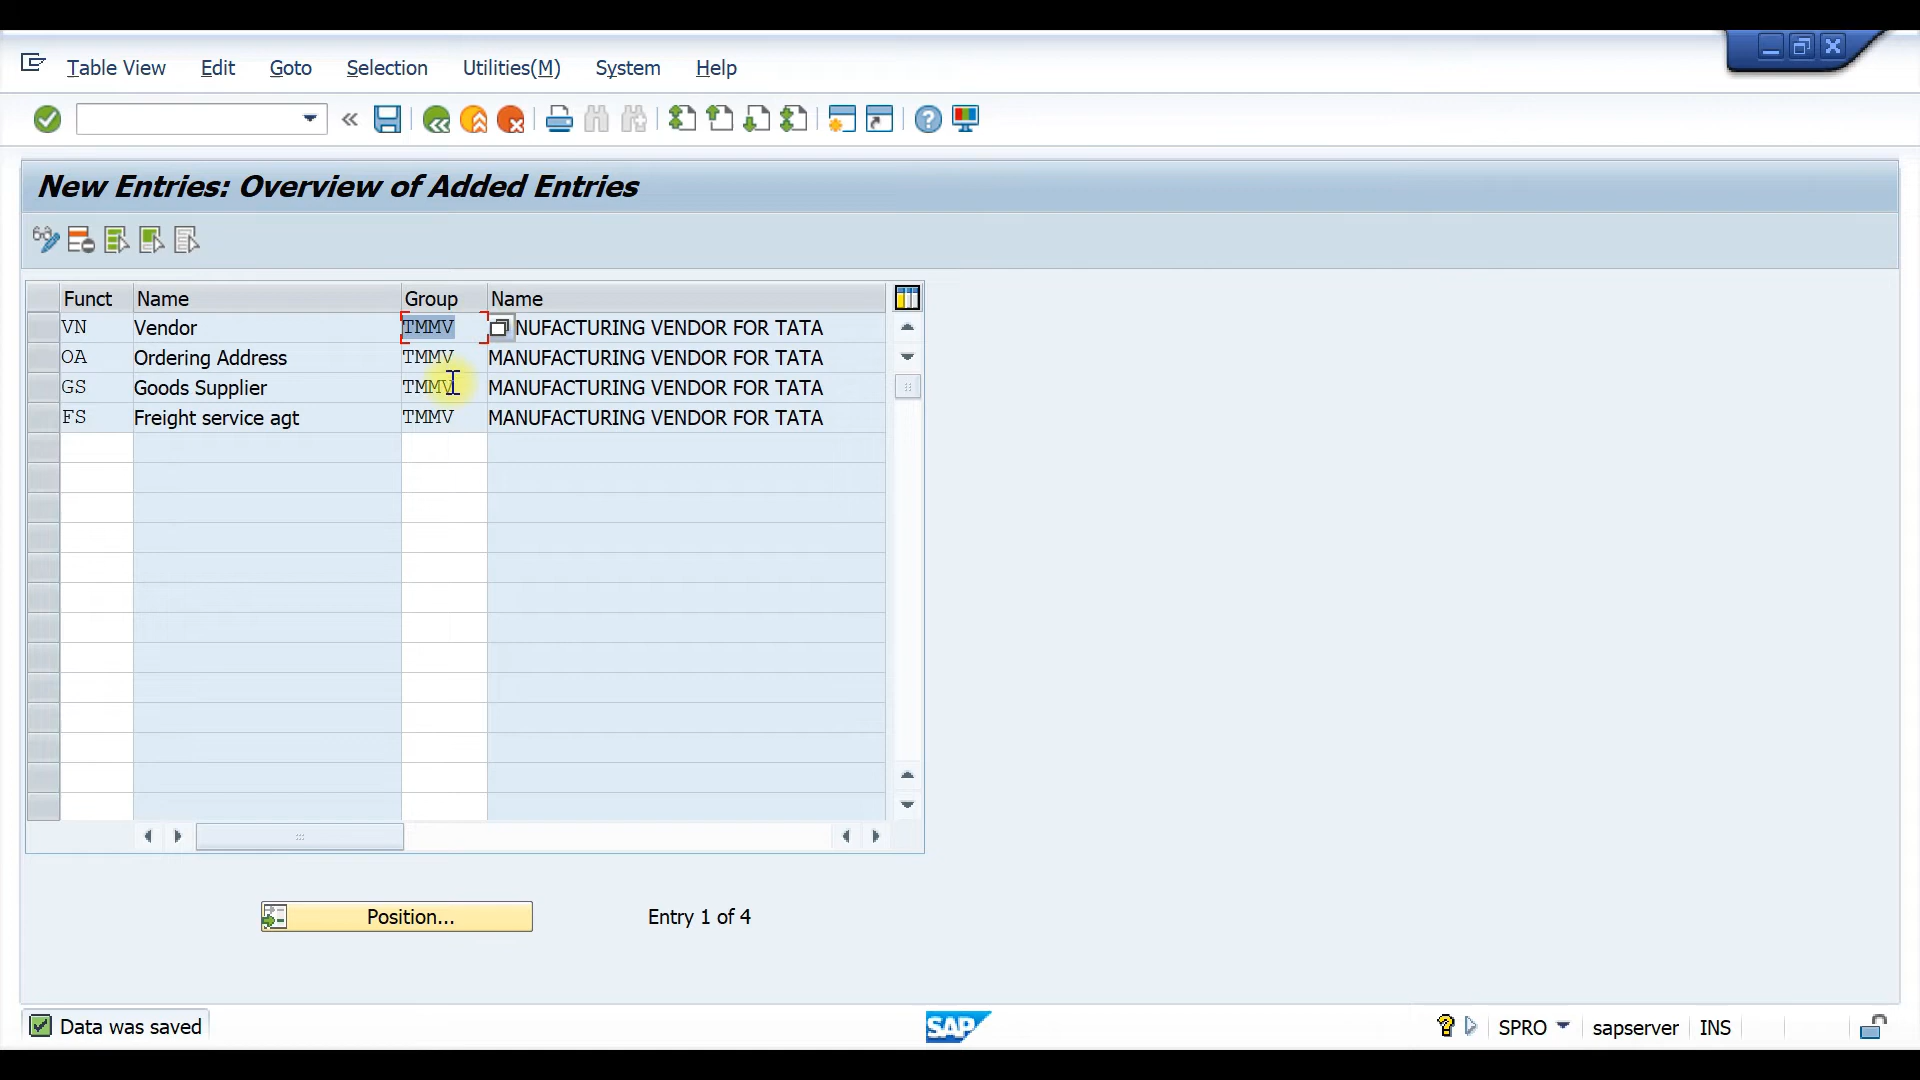 Table View Edit Goto Selection Utilities(M) System Help
New Entries: Overview of Added Entries
Funct Name Group Name
VN Vendor TMMV NUFACTURING VENDOR FOR TATA
OA Ordering Address TMMV MANUFACTURING VENDOR FOR TATA
GS Goods Supplier TMMV MANUFACTURING VENDOR FOR TATA
FS Freight service agt TMMV MANUFACTURING VENDOR FOR TATA
Position... Entry 1 of 4
Data was saved SAP SPRO sapserver INS